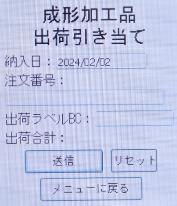 成形加工品
出荷引き当て
納入日：2024/02/02
注文番号：
出荷ラベルBC：
出荷合計：
送信 リセット
メニューに戻る